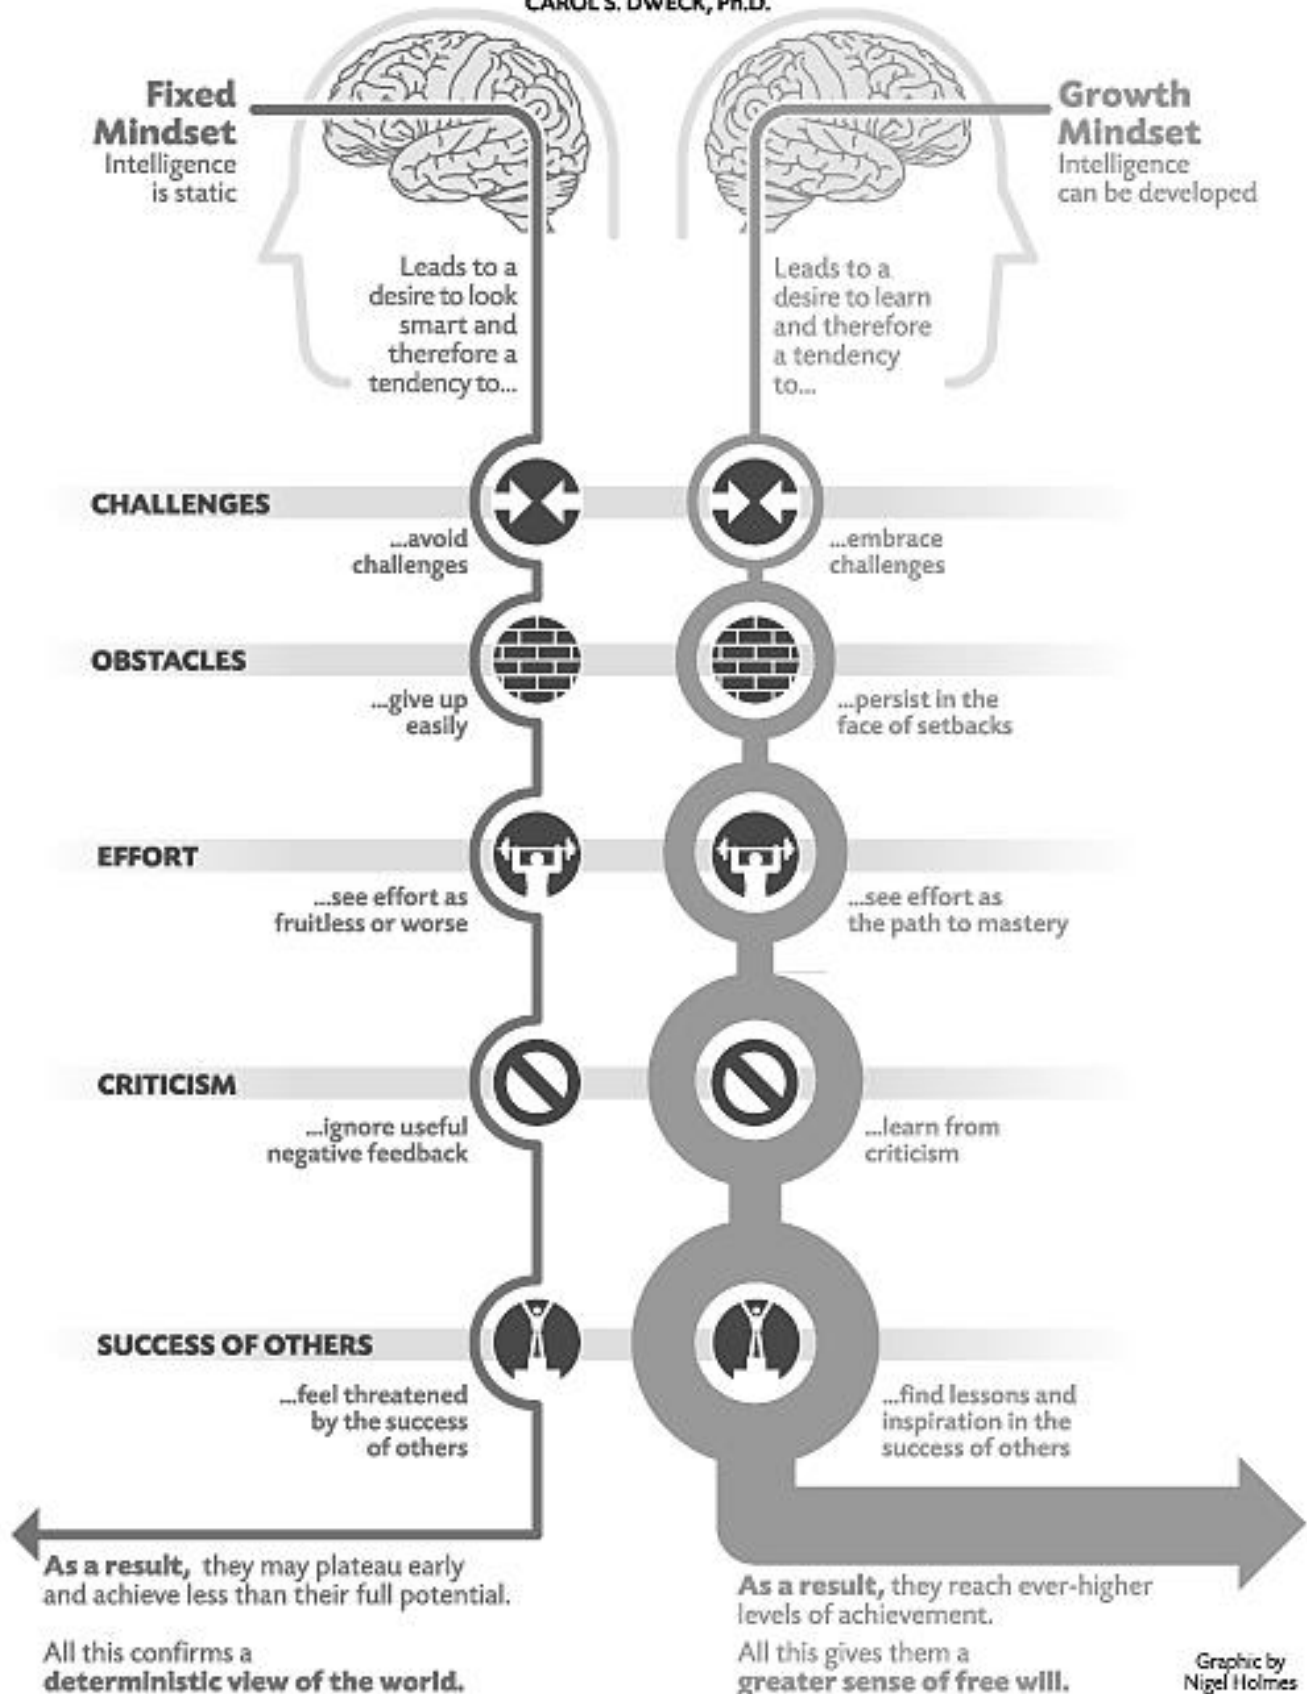 CAROL S. DWECK, Ph.D.
Fixed
Mindset
Intelligence
is static
Growth
Mindset
Intelligence
can be developed
Leads to a
desire to look
smart and
therefore a
tendency to...
Leads to a
desire to learn
and therefore
a tendency
to...
CHALLENGES
...avoid
challenges
...embrace
challenges
OBSTACLES
...give up
easily
...persist in the
face of setbacks
EFFORT
...see effort as
fruitless or worse
...see effort as
the path to mastery
CRITICISM
...ignore useful
negative feedback
...learn from
criticism
SUCCESS OF OTHERS
...feel threatened
by the success
of others
...find lessons and
inspiration in the
success of others
As a result, they may plateau early
and achieve less than their full potential.
All this confirms a
deterministic view of the world.
As a result, they reach ever-higher
levels of achievement.
All this gives them a
greater sense of free will.
Graphic by
Nigel Holmes